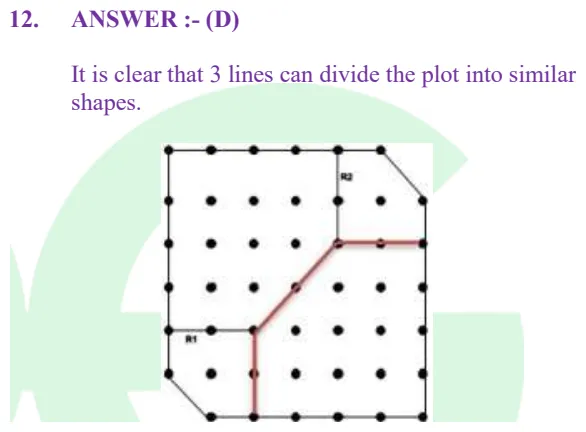 12. ANSWER :- (D)
It is clear that 3 lines can divide the plot into similar
shapes.
R2
R1